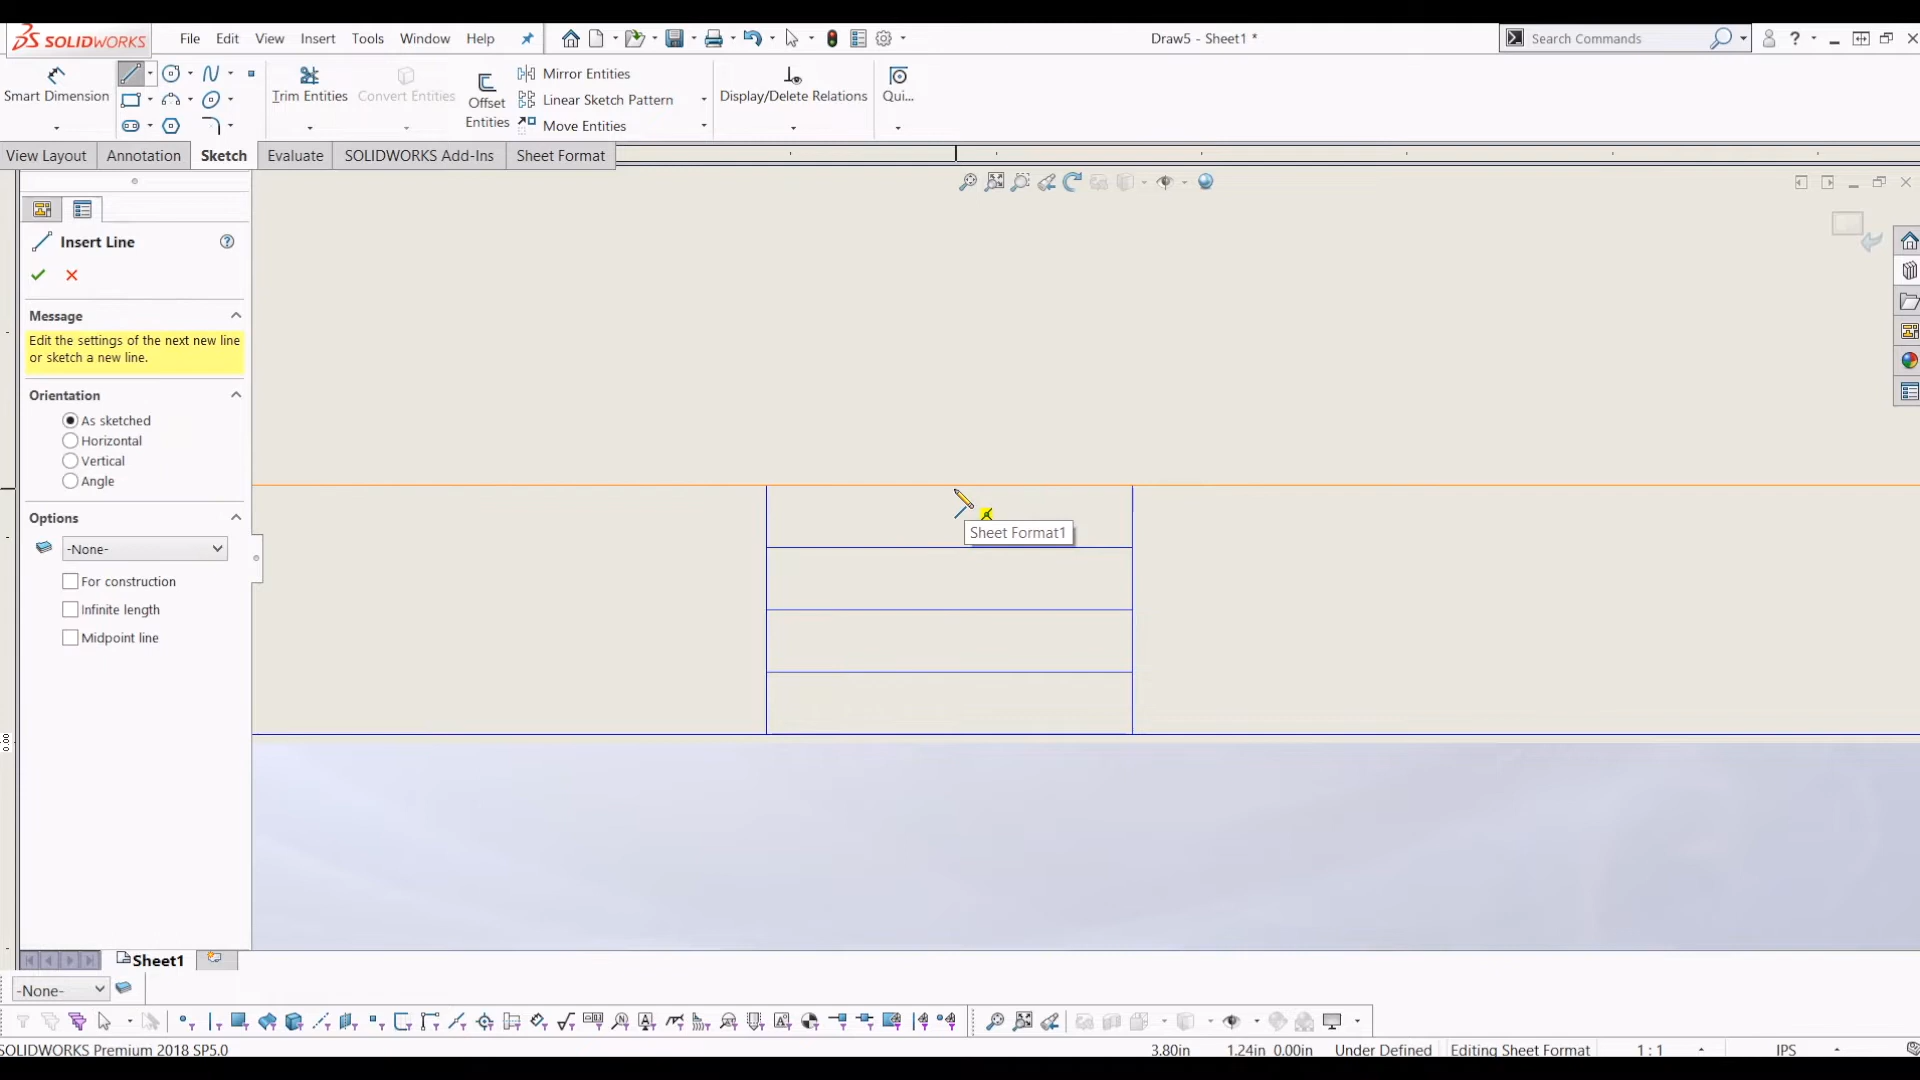 SOLIDWORKS
File
Edit
View
Insert
Tools
Window
Help
Draw5 - Sheet1 *
Search Commands
Smart Dimension
Trim Entities
Convert Entities
Offset
Entities
Mirror Entities
Linear Sketch Pattern
Move Entities
Display/Delete Relations
Qui...
View Layout
Annotation
Sketch
Evaluate
SOLIDWORKS Add-Ins
Sheet Format
Insert Line
Message
Edit the settings of the next new line
or sketch a new line.
Orientation
As sketched
Horizontal
Vertical
Angle
Options
-None-
For construction
Infinite length
Midpoint line
Sheet Format1
0.00
Sheet1
-None-
SOLIDWORKS Premium 2018 SP5.0
3.80in
1.24in
0.00in
Under Defined
Editing Sheet Format
1 : 1
IPS